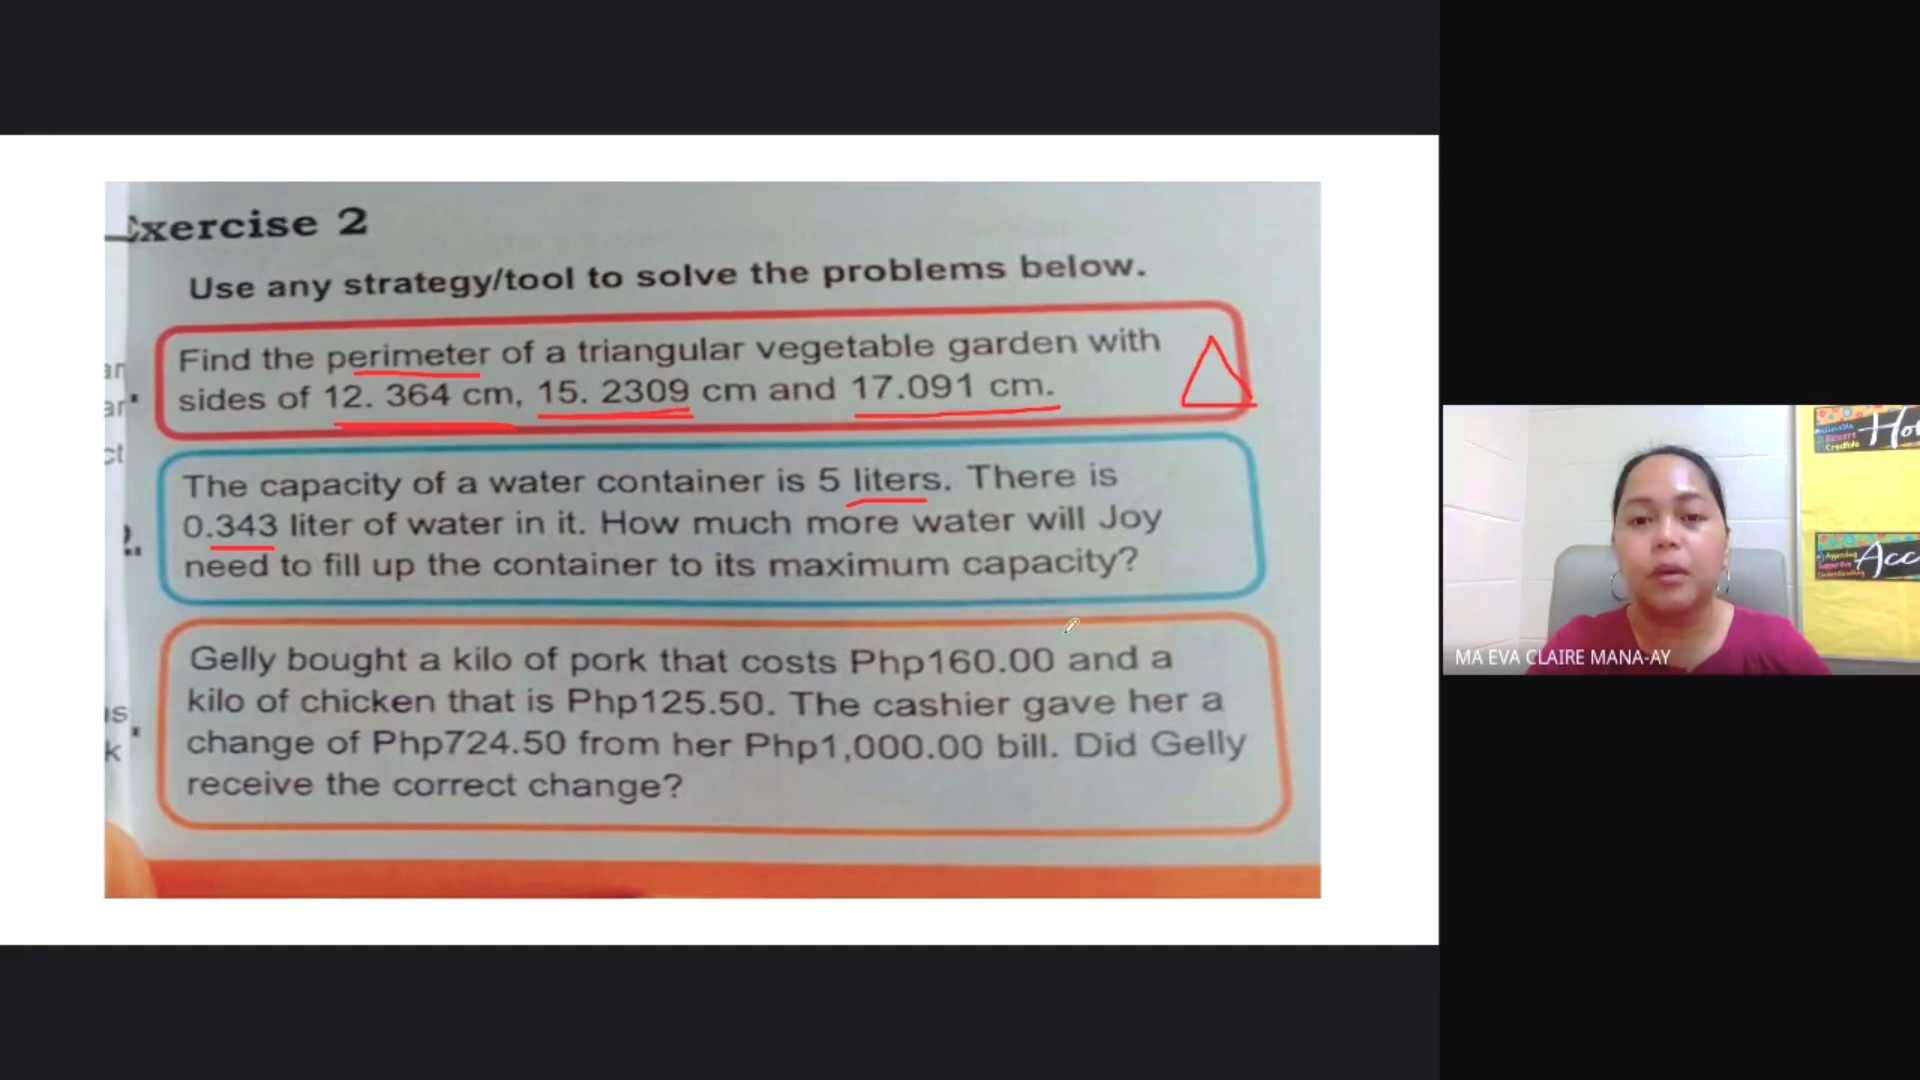 Exercise 2
Use any strategy/tool to solve the problems below.
Find the perimeter of a triangular vegetable garden with
sides of 12. 364 cm, 15. 2309 cm and 17.091 cm.
The capacity of a water container is 5 liters. There is
0.343 liter of water in it. How much more water will Joy
need to fill up the container to its maximum capacity?
Gelly bought a kilo of pork that costs Php160.00 and a
kilo of chicken that is Php125.50. The cashier gave her a
change of Php724.50 from her Php1,000.00 bill. Did Gelly
receive the correct change?
MA EVA CLAIRE MANA-AY
Sincere
Credible
Ho
Acc